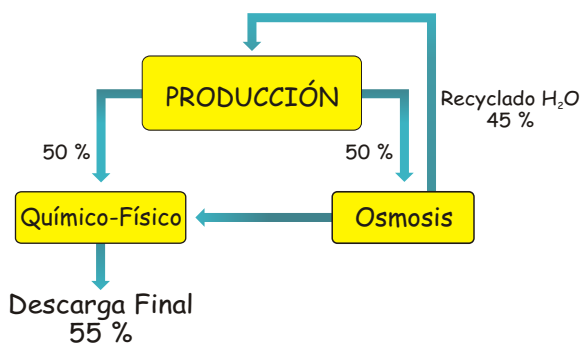 PRODUCCIÓN
Recyclado H₂O
45 %
50 %
50 %
Químico-Físico
Osmosis
Descarga Final
55 %